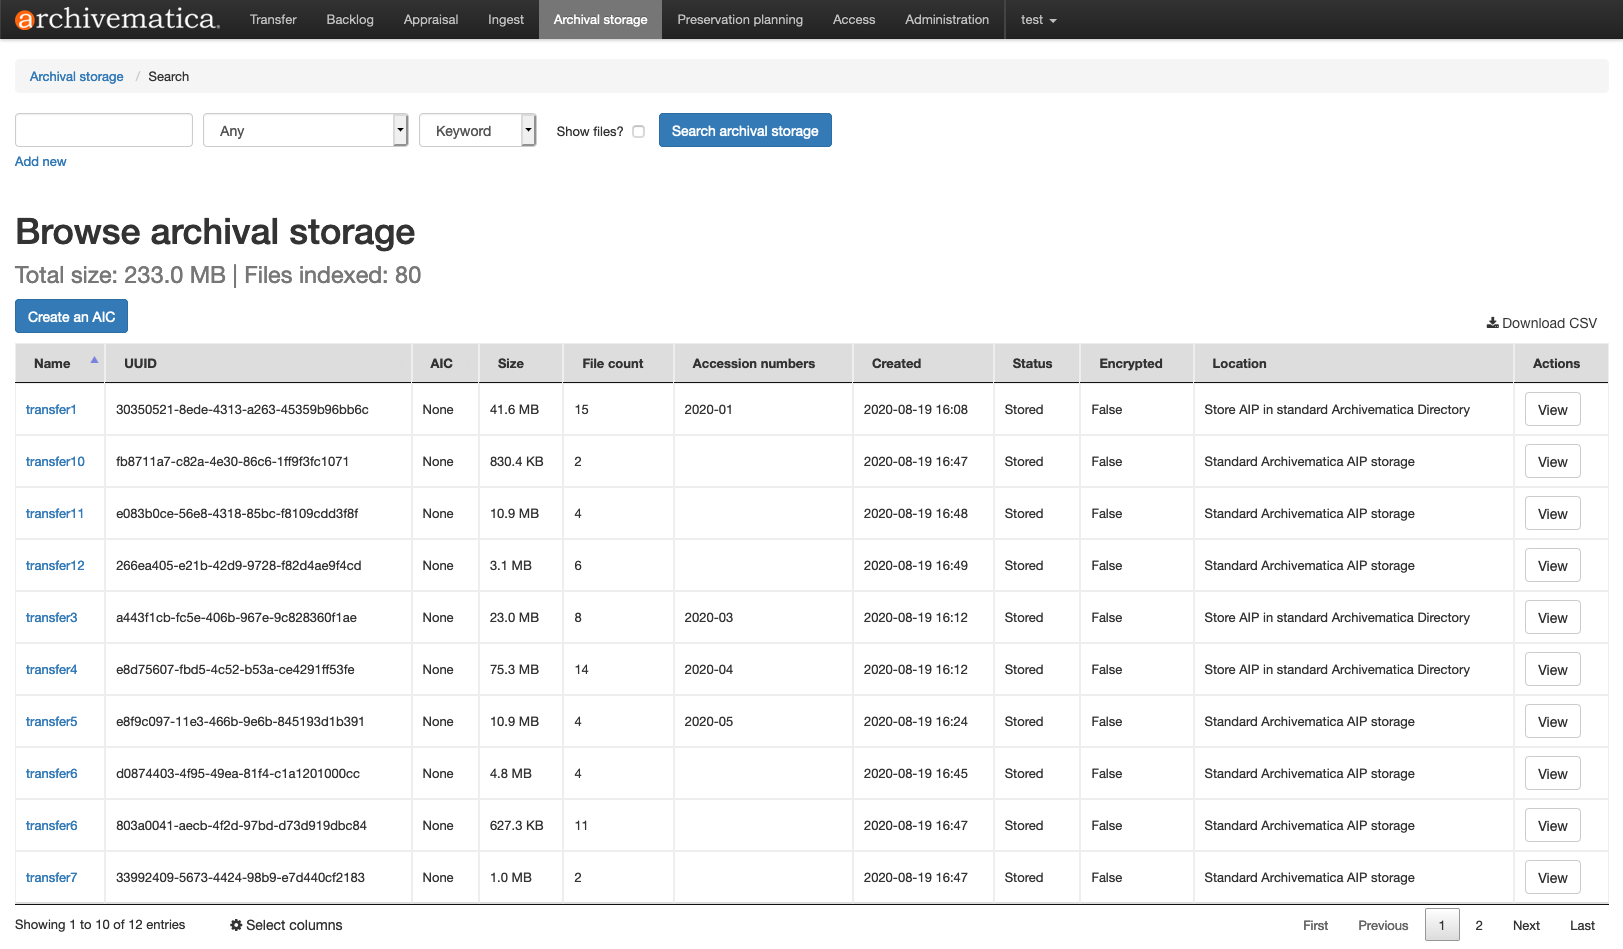 archivematica. Transfer Backlog Appraisal Ingest Archival storage Preservation planning Access Administration test
Archival storage / Search
Any Keyword Show files? Search archival storage
Add new
Browse archival storage
Total size: 233.0 MB | Files indexed: 80
Create an AIC
Download CSV
Name UUID AIC Size File count Accession numbers Created Status Encrypted Location Actions
transfer1 30350521-8ede-4313-a263-45359b96bb6c None 41.6 MB 15 2020-01 2020-08-19 16:08 Stored False Store AIP in standard Archivematica Directory View
transfer10 fb8711a7-c82a-4e30-86c6-1ff9f3fc1071 None 830.4 KB 2 2020-08-19 16:47 Stored False Standard Archivematica AIP storage View
transfer11 e083b0ce-56e8-4318-85bc-f8109cdd3f8f None 10.9 MB 4 2020-08-19 16:48 Stored False Standard Archivematica AIP storage View
transfer12 266ea405-e21b-42d9-9728-f82d4ae9f4cd None 3.1 MB 6 2020-08-19 16:49 Stored False Standard Archivematica AIP storage View
transfer3 a443f1cb-fc5e-406b-967e-9c828360f1ae None 23.0 MB 8 2020-03 2020-08-19 16:12 Stored False Store AIP in standard Archivematica Directory View
transfer4 e8d75607-fbd5-4c52-b53a-ce4291ff53fe None 75.3 MB 14 2020-04 2020-08-19 16:12 Stored False Store AIP in standard Archivematica Directory View
transfer5 e8f9c097-11e3-466b-9e6b-845193d1b391 None 10.9 MB 4 2020-05 2020-08-19 16:24 Stored False Standard Archivematica AIP storage View
transfer6 d0874403-4f95-49ea-81f4-c1a1201000cc None 4.8 MB 4 2020-08-19 16:45 Stored False Standard Archivematica AIP storage View
transfer6 803a0041-aecb-4f2d-97bd-d73d919dbc84 None 627.3 KB 11 2020-08-19 16:47 Stored False Standard Archivematica AIP storage View
transfer7 33992409-5673-4424-98b9-e7d440cf2183 None 1.0 MB 2 2020-08-19 16:47 Stored False Standard Archivematica AIP storage View
Showing 1 to 10 of 12 entries Select columns First Previous 1 2 Next Last